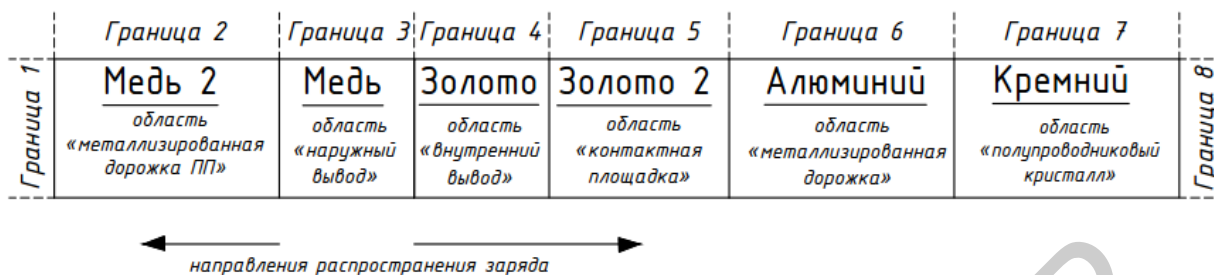 Граница 2 Граница 3 Граница 4 Граница 5 Граница 6 Граница 7
Граница 1
Медь 2 Медь Золото Золото 2 Алюминий Кремний
область область область область область область
«металлизированная «наружный «внутренний «контактная «металлизированная «полупроводниковый
дорожка ПП» вывод» вывод» площадка» дорожка» кристалл»
Граница 8
направления распространения заряда